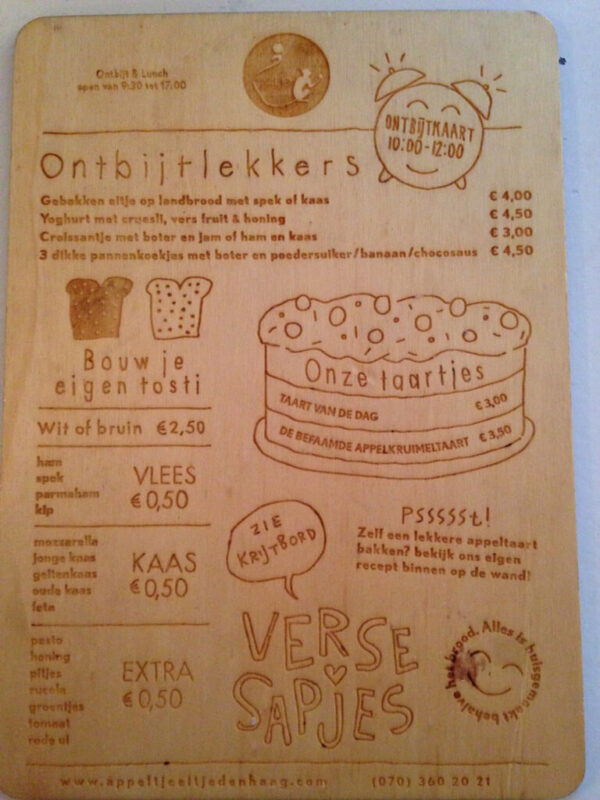 Ontbijt & Lunch
open van 9:30 tot 17:00
ONTBIJTKAART
10:00-12:00
Ontbijtlekkers
Gebakken eitje op landbrood met spek of kaas € 4,00
Yoghurt met cruesli, vers fruit & honing € 4,50
Croissantje met boter en jam of ham en kaas € 3,00
3 dikke pannenkoekjes met boter en poedersuiker/banaan/chocosaus € 4,50
Bouw je
eigen tosti
Wit of bruin €2,50
ham
spek
parmaham
kip
VLEES
€0,50
mozzarella
jonge kaas
geitenkaas
oude kaas
feta
KAAS
€0,50
pesto
honing
pitjes
rucola
groentjes
tomaat
rode ui
EXTRA
€0,50
Onze taartjes
TAART VAN DE DAG €3,00
DE BEFAAMDE APPELKRUIMELTAART €3,50
Psssst!
Zelf een lekkere appeltaart
bakken? bekijk ons eigen
recept binnen op de wand!
ZIE
KRIJTBORD
VERSE
SAPJES
Alles is huisgemaakt behalve het brood.
www.appeltjeeitjedenhaag.com (070) 360 20 21